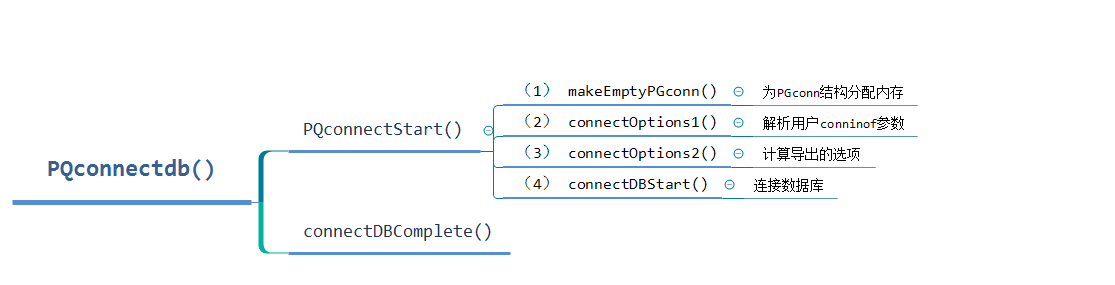 （1） makeEmptyPGconn() 为PGconn结构分配内存
（2） connectOptions1() 解析用户conninof参数
PQconnectStart()
（3） connectOptions2() 计算导出的选项
PQconnectdb()
（4） connectDBStart() 连接数据库
connectDBComplete()